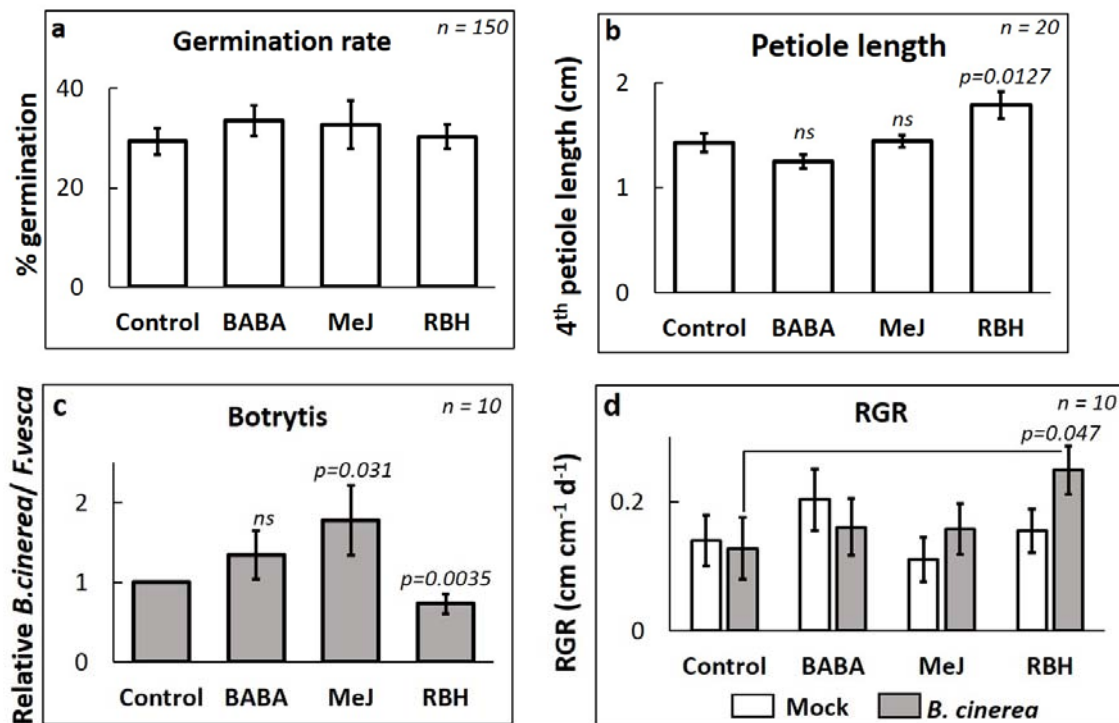 a
Germination rate
n = 150
% germination
40
20
0
Control BABA MeJ RBH
b
Petiole length
n = 20
4th petiole length (cm)
2
1
0
ns
ns
p=0.0127
Control BABA MeJ RBH
c
Botrytis
n = 10
Relative B.cinerea/ F.vesca
2
1
0
ns
p=0.031
p=0.0035
Control BABA MeJ RBH
d
RGR
n = 10
p=0.047
RGR (cm cm-1 d-1)
0.2
0
Control BABA MeJ RBH
Mock B. cinerea